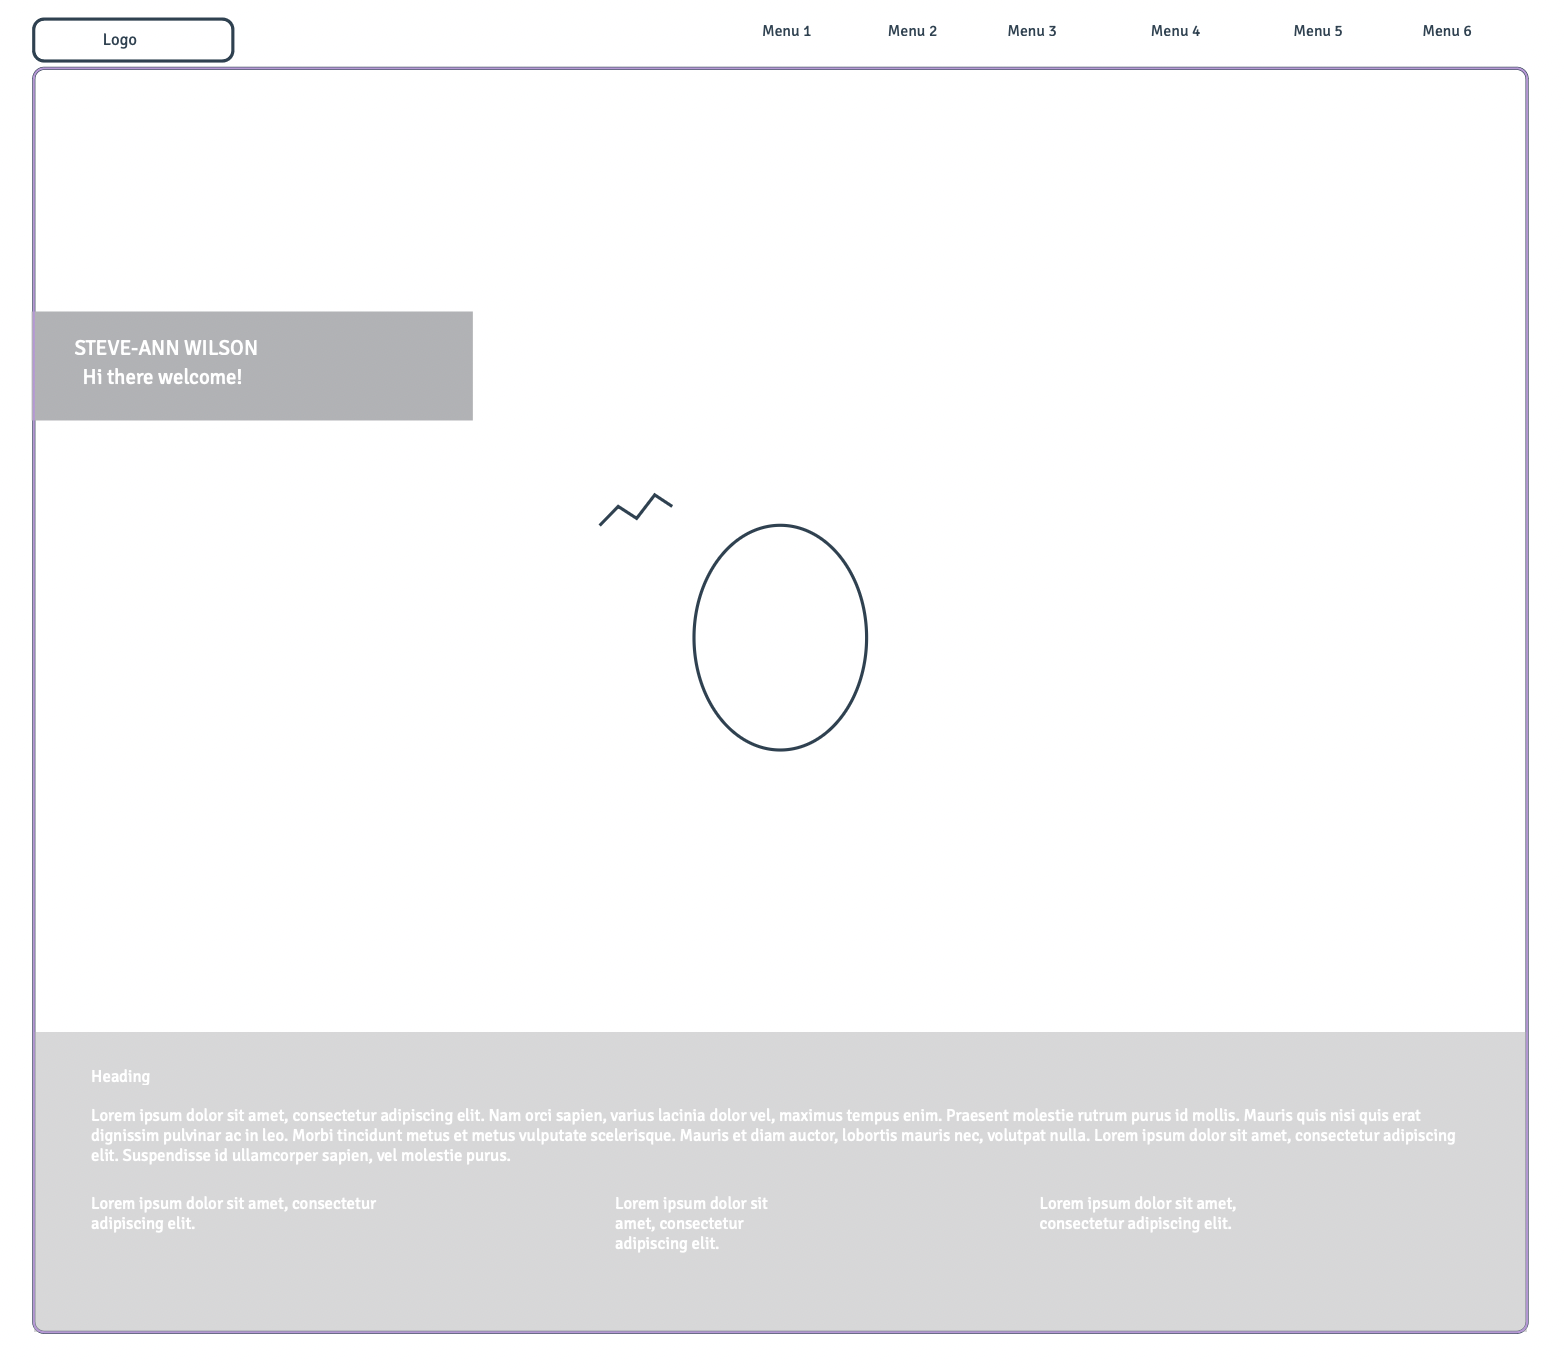 Logo
Menu 1
Menu 2
Menu 3
Menu 4
Menu 5
Menu 6
STEVE-ANN WILSON
Hi there welcome!
Heading
Lorem ipsum dolor sit amet, consectetur adipiscing elit. Nam orci sapien, varius lacinia dolor vel, maximus tempus enim. Praesent molestie rutrum purus id mollis. Mauris quis nisi quis erat
dignissim pulvinar ac in leo. Morbi tincidunt metus et metus vulputate scelerisque. Mauris et diam auctor, lobortis mauris nec, volutpat nulla. Lorem ipsum dolor sit amet, consectetur adipiscing
elit. Suspendisse id ullamcorper sapien, vel molestie purus.
Lorem ipsum dolor sit amet, consectetur
adipiscing elit.
Lorem ipsum dolor sit
amet, consectetur
adipiscing elit.
Lorem ipsum dolor sit amet,
consectetur adipiscing elit.